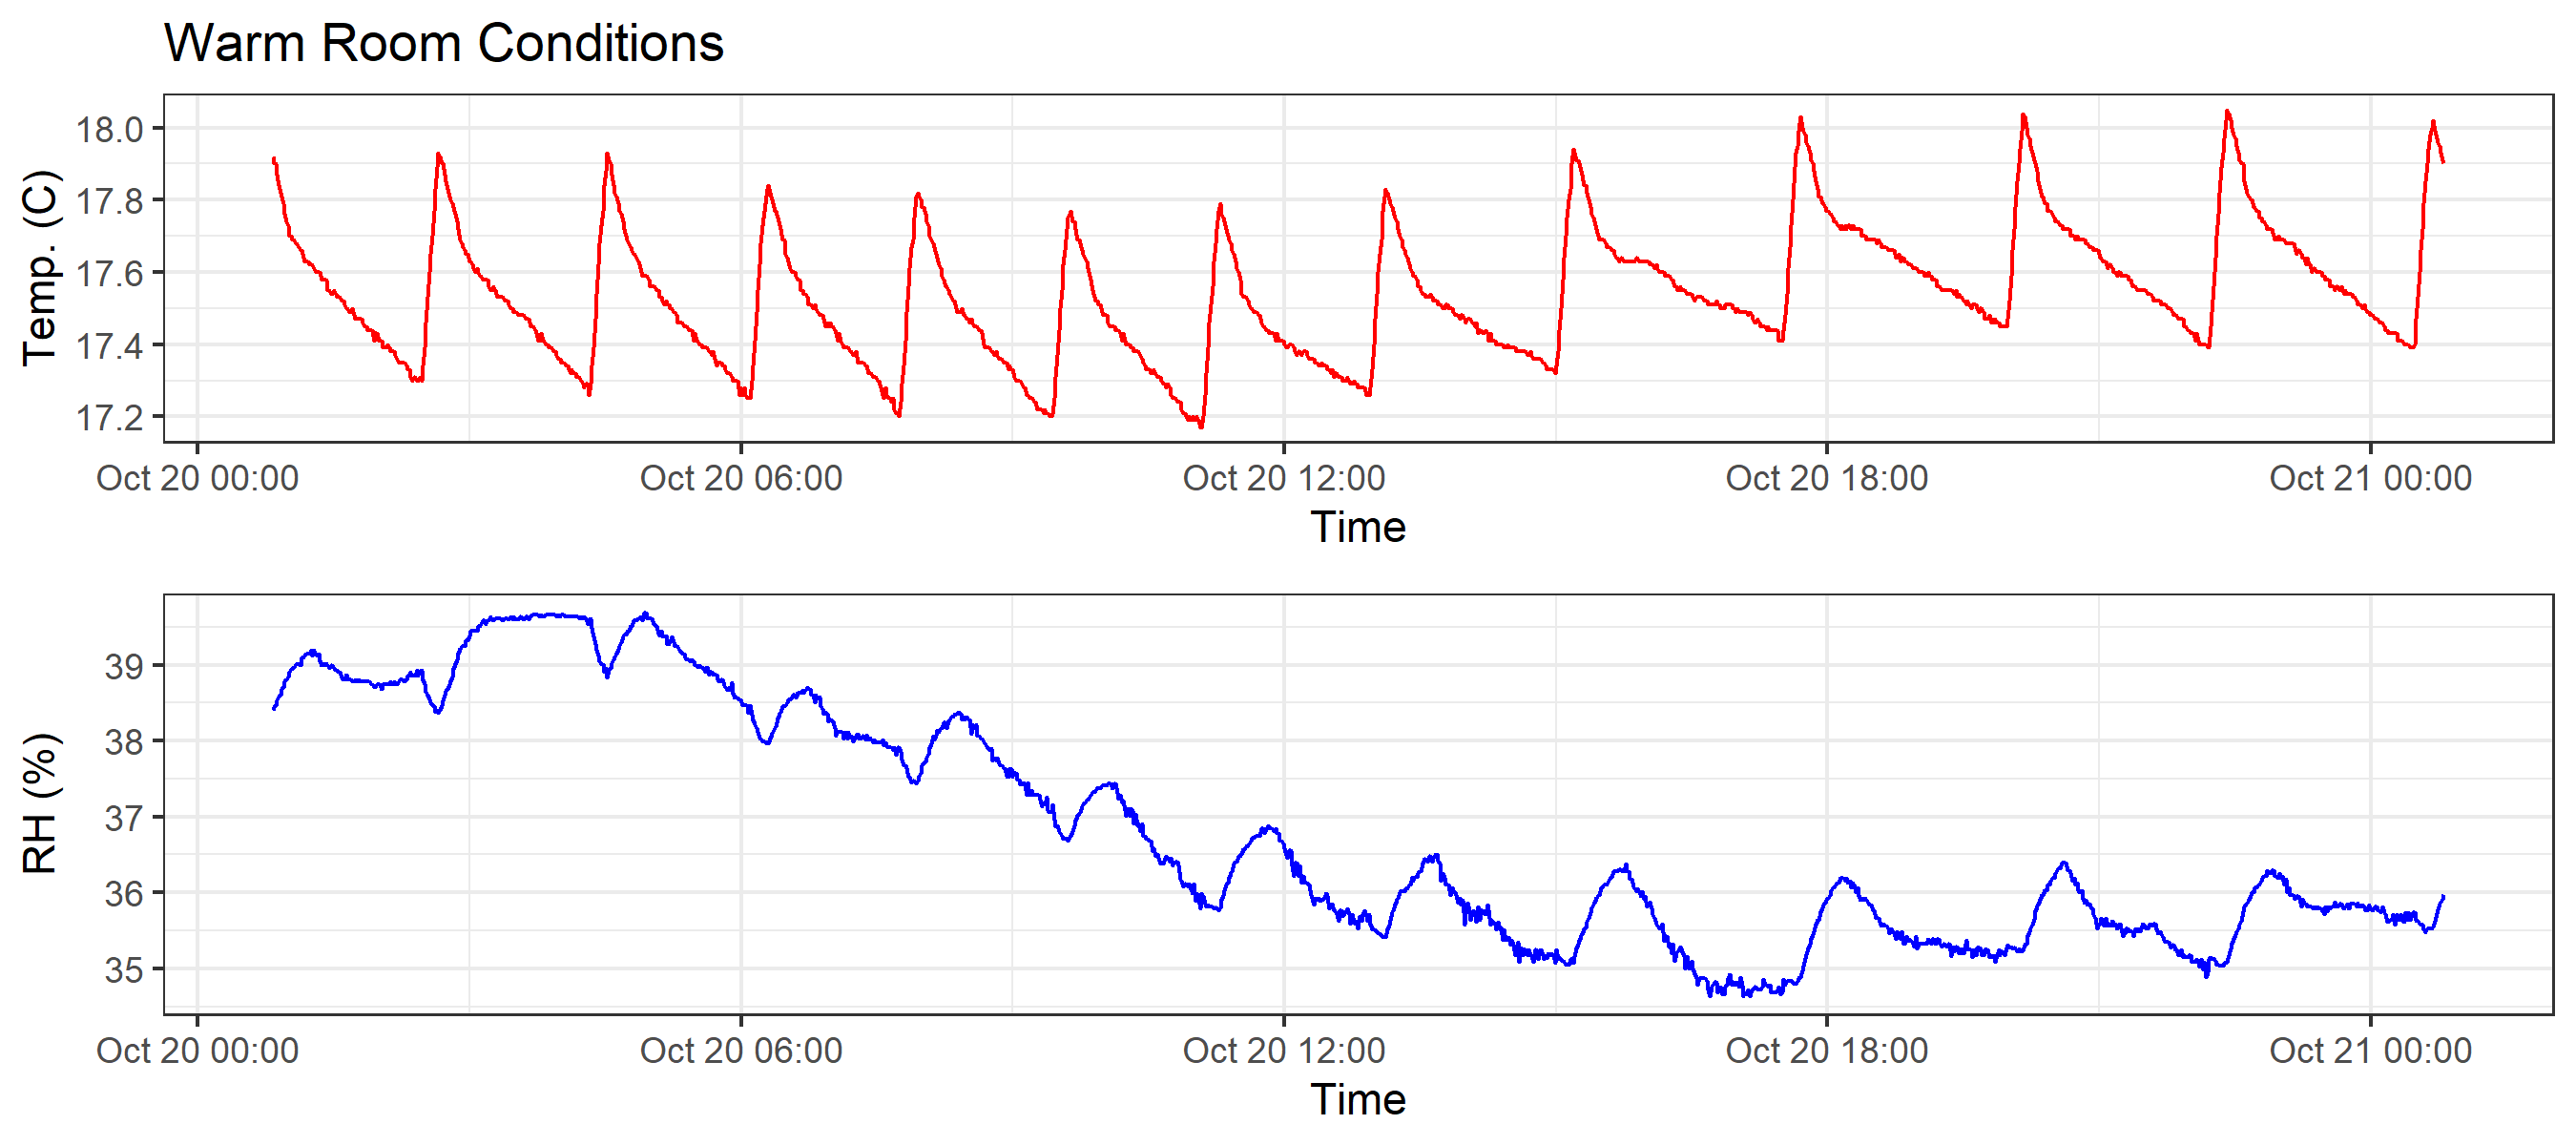 Warm Room Conditions
Temp. (C)
18.0
17.8
17.6
17.4
17.2
Oct 20 00:00 Oct 20 06:00 Oct 20 12:00 Oct 20 18:00 Oct 21 00:00
Time
RH (%)
39
38
37
36
35
Oct 20 00:00 Oct 20 06:00 Oct 20 12:00 Oct 20 18:00 Oct 21 00:00
Time